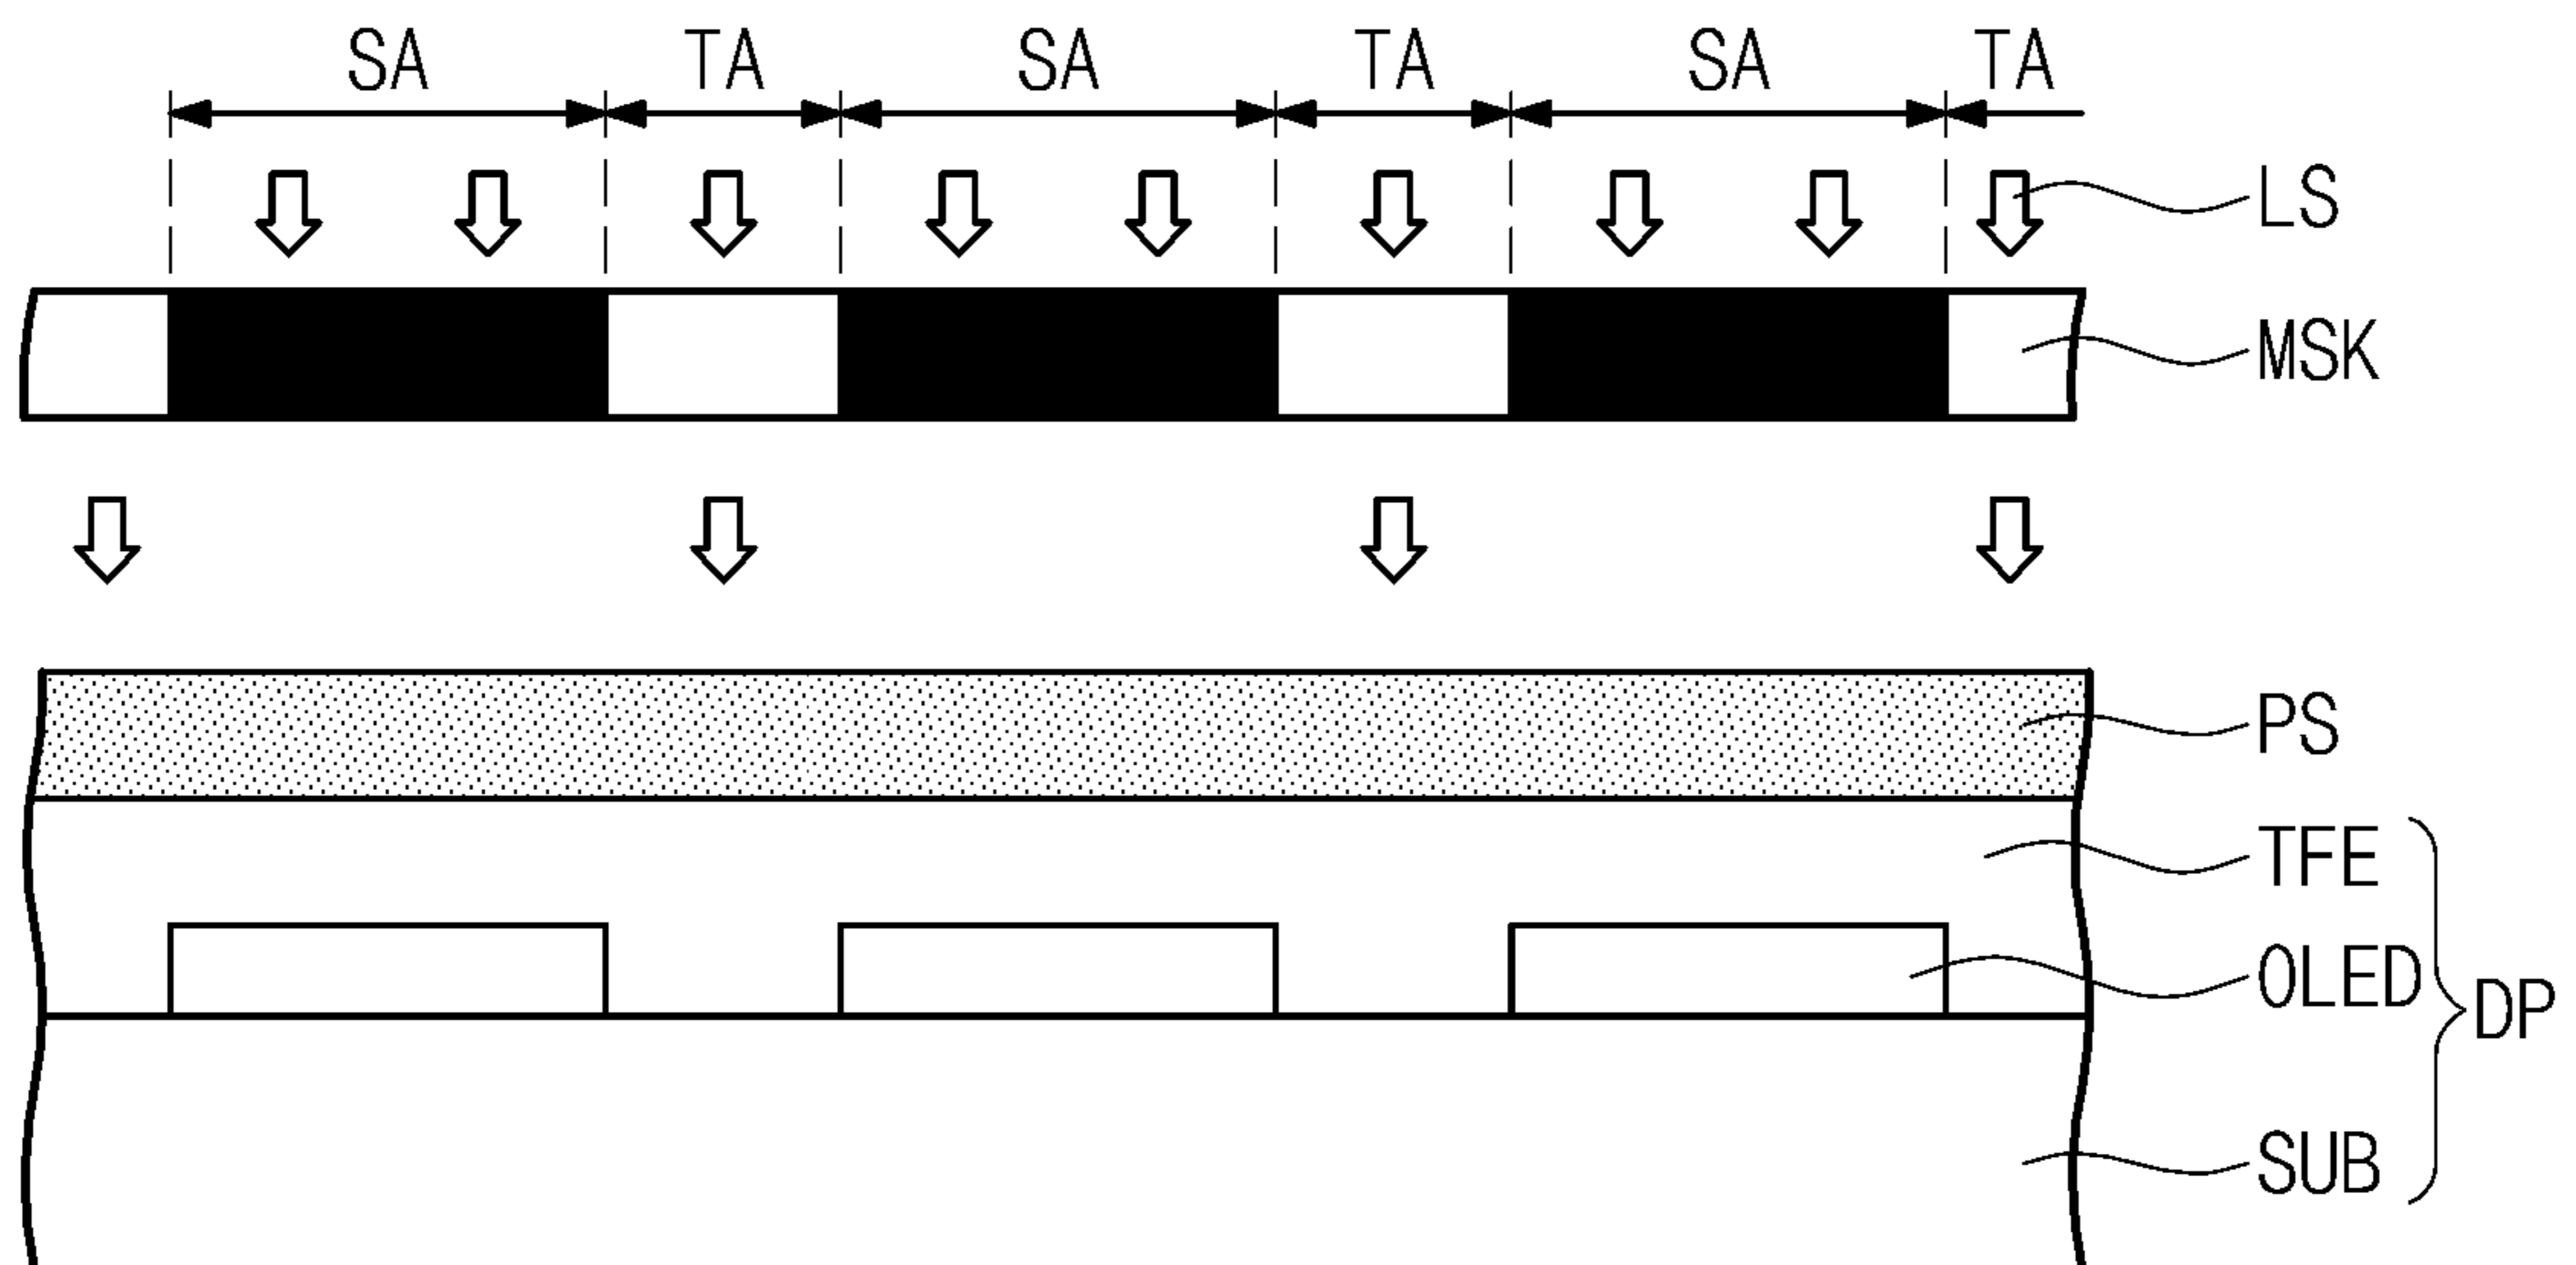 SA TA SA TA SA TA
LS
MSK
PS
TFE
OLED
DP
SUB